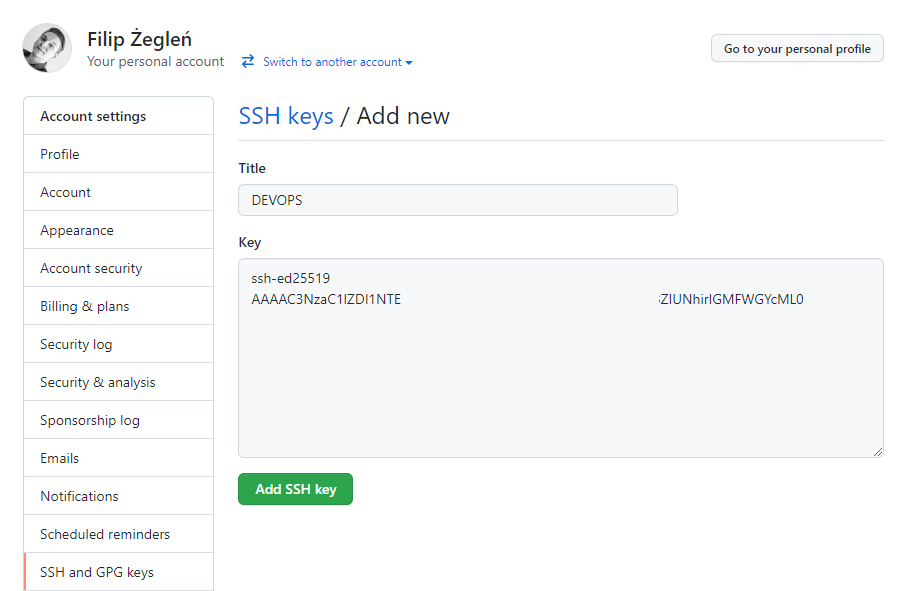 Filip Żegleń
Your personal account
Switch to another account
Go to your personal profile
Account settings
Profile
Account
Appearance
Account security
Billing & plans
Security log
Security & analysis
Sponsorship log
Emails
Notifications
Scheduled reminders
SSH and GPG keys
SSH keys / Add new
Title
DEVOPS
Key
ssh-ed25519
AAAAC3NzaC1lZDI1NTE ZIUNhirlGMFWGYcML0
Add SSH key